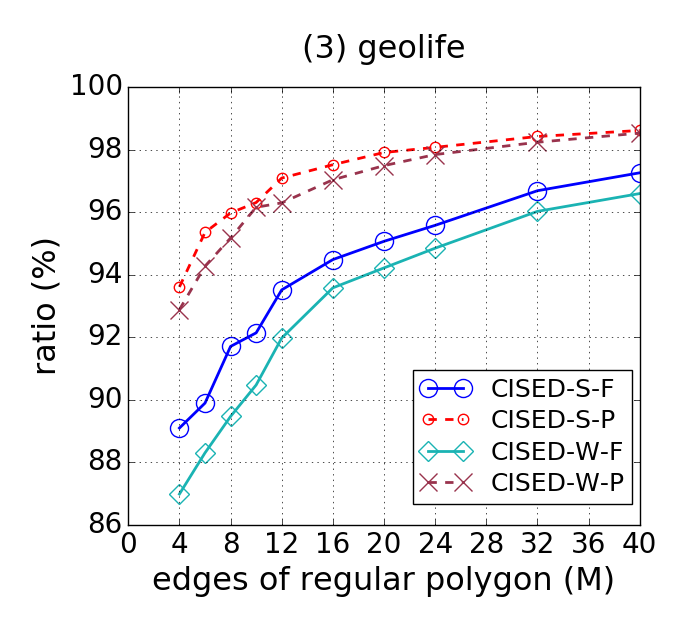 (3) geolife
100
98
96
94
92
90
88
86
ratio (%)
CISED-S-F
CISED-S-P
CISED-W-F
CISED-W-P
0 4 8 12 16 20 24 28 32 36 40
edges of regular polygon (M)